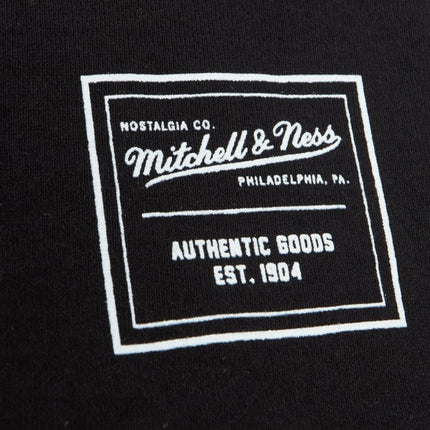 NOSTALGIA CO.
Mitchell & Ness
PHILADELPHIA, PA.
AUTHENTIC GOODS
EST. 1904